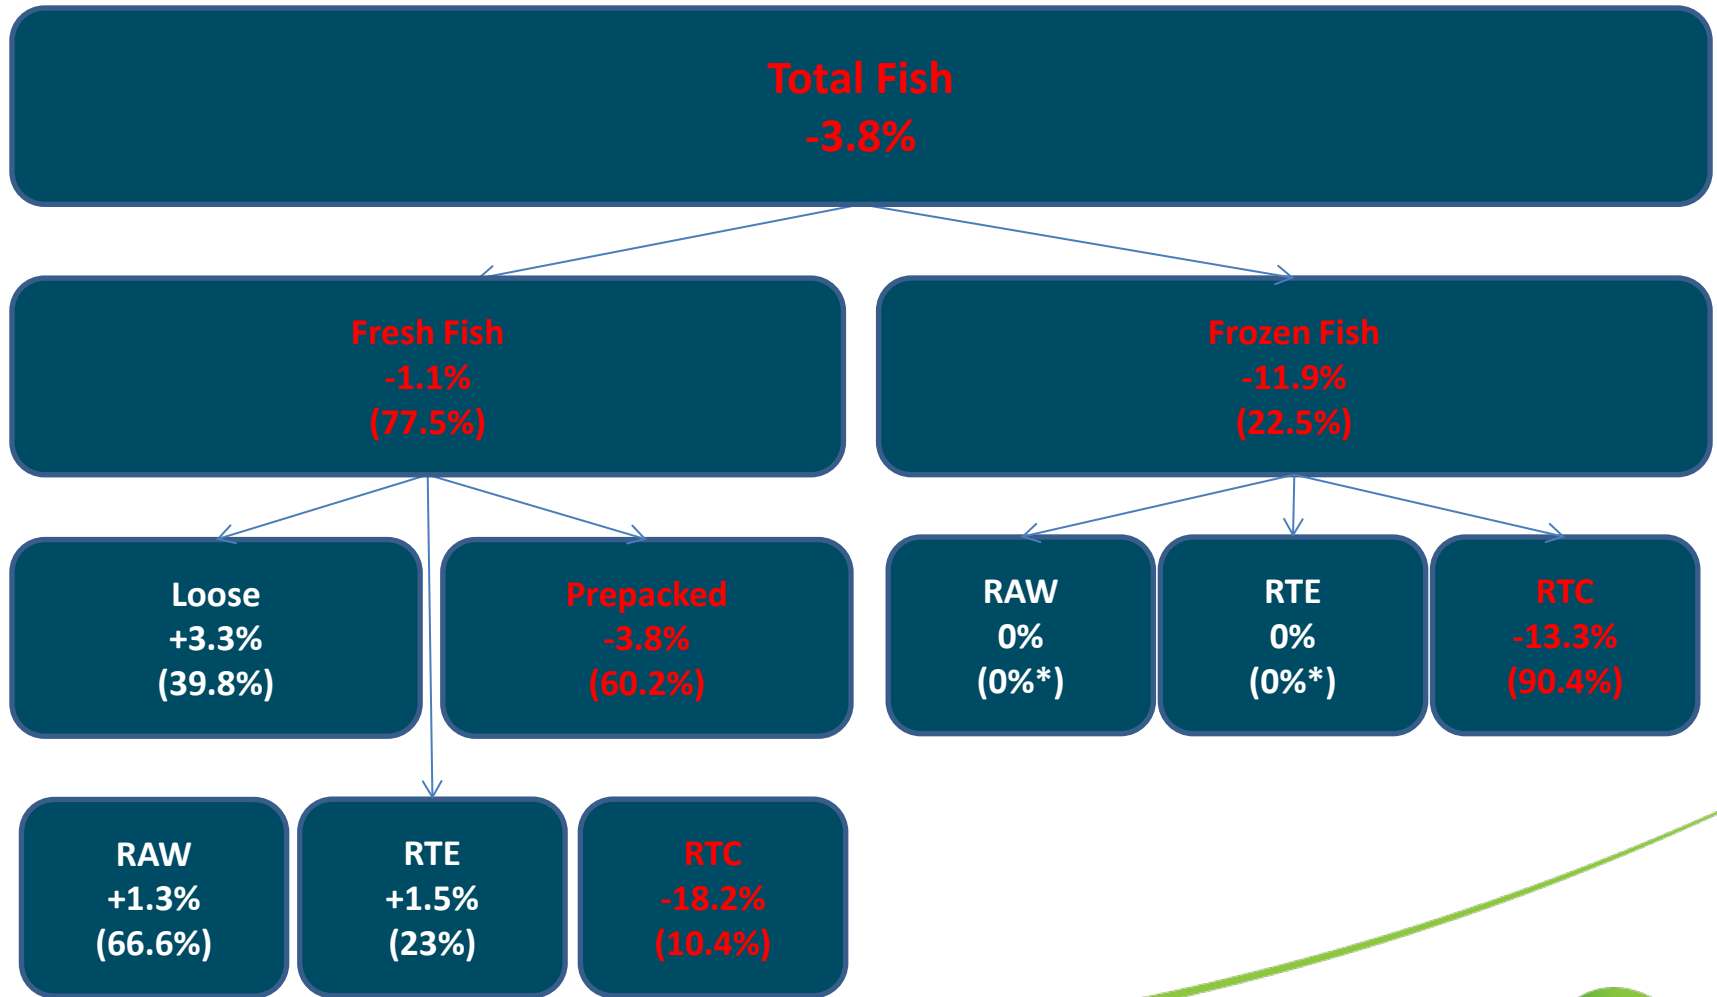 Total Fish
-3.8%
Fresh Fish
-1.1%
(77.5%)
Frozen Fish
-11.9%
(22.5%)
Loose
+3.3%
(39.8%)
Prepacked
-3.8%
(60.2%)
RAW
0%
(0%*)
RTE
0%
(0%*)
RTC
-13.3%
(90.4%)
RAW
+1.3%
(66.6%)
RTE
+1.5%
(23%)
RTC
-18.2%
(10.4%)